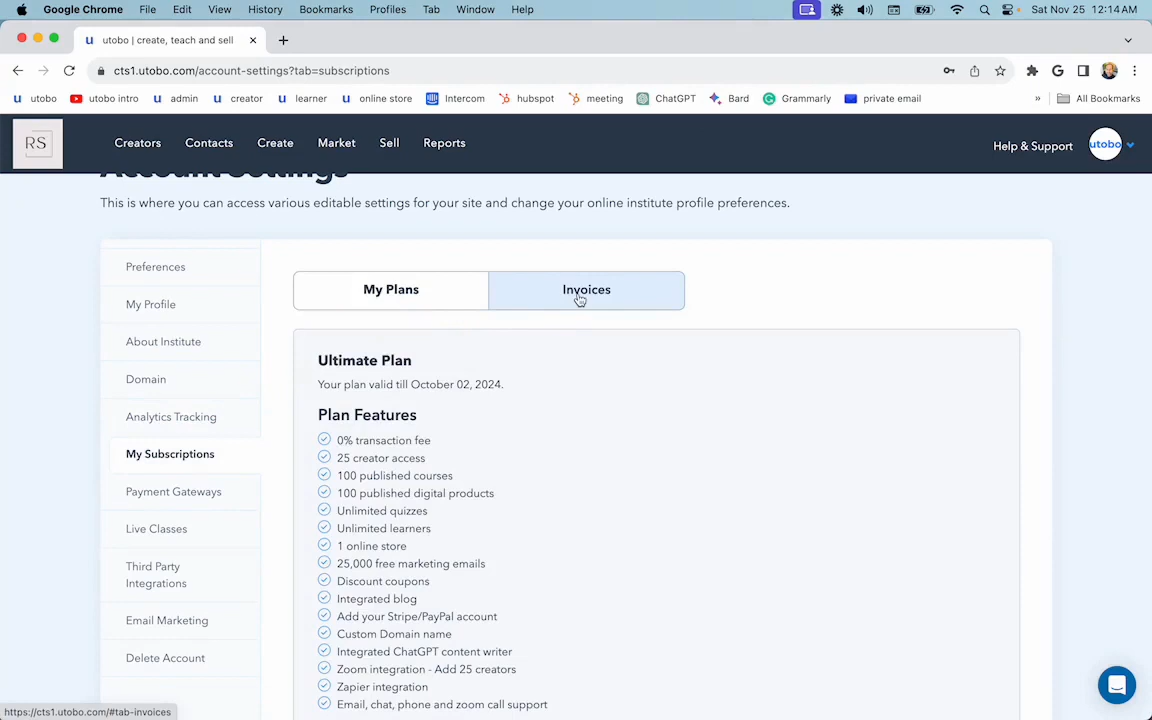 Google Chrome File Edit View History Bookmarks Profiles Tab Window Help Sat Nov 25 12:14 AM
u utobo | create, teach and sell
cts1.utobo.com/account-settings?tab=subscriptions
u utobo utobo intro u admin u creator u learner u online store Intercom hubspot meeting ChatGPT Bard Grammarly private email » All Bookmarks
RS Creators Contacts Create Market Sell Reports Help & Support utobo
Account Settings
This is where you can access various editable settings for your site and change your online institute profile preferences.
Preferences
My Profile
About Institute
Domain
Analytics Tracking
My Subscriptions
Payment Gateways
Live Classes
Third Party
Integrations
Email Marketing
Delete Account
My Plans Invoices
Ultimate Plan
Your plan valid till October 02, 2024.
Plan Features
0% transaction fee
25 creator access
100 published courses
100 published digital products
Unlimited quizzes
Unlimited learners
1 online store
25,000 free marketing emails
Discount coupons
Integrated blog
Add your Stripe/PayPal account
Custom Domain name
Integrated ChatGPT content writer
Zoom integration - Add 25 creators
Zapier integration
Email, chat, phone and zoom call support
https://cts1.utobo.com/#tab-invoices